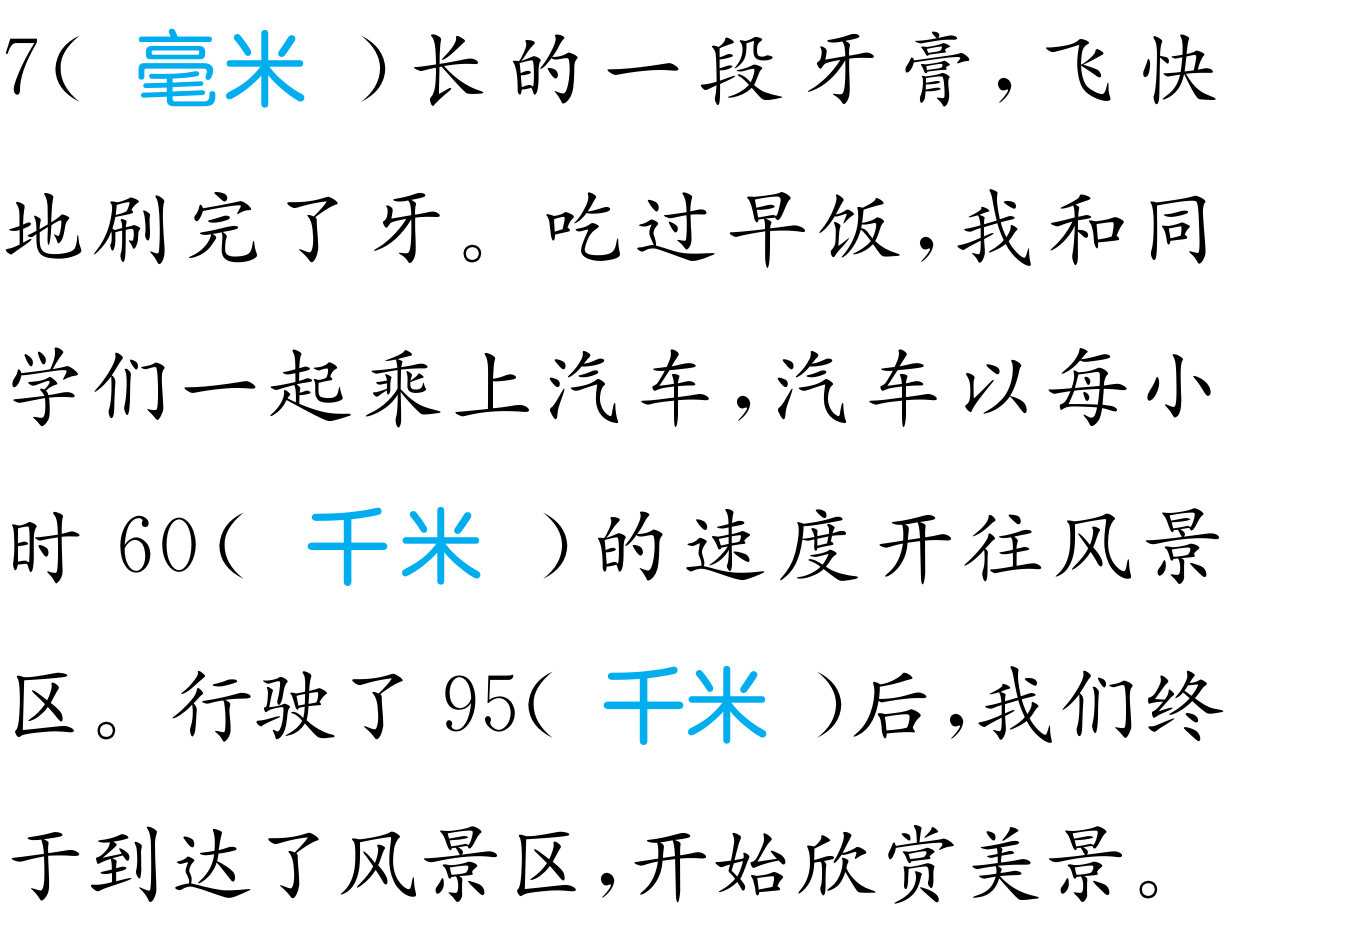 7( 毫米 )长的一段牙膏,飞快
地刷完了牙。吃过早饭,我和同
学们一起乘上汽车,汽车以每小
时 60( 千米 )的速度开往风景
区。行驶了 95( 千米 )后,我们终
于到达了风景区,开始欣赏美景。